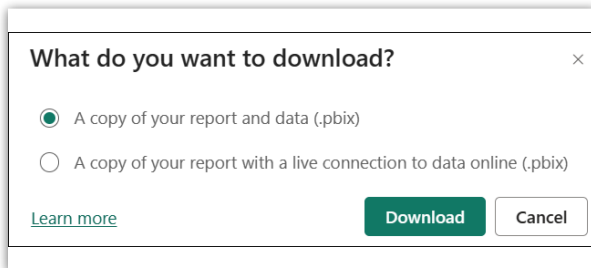 What do you want to download?
A copy of your report and data (.pbix)
A copy of your report with a live connection to data online (.pbix)
Learn more Download Cancel